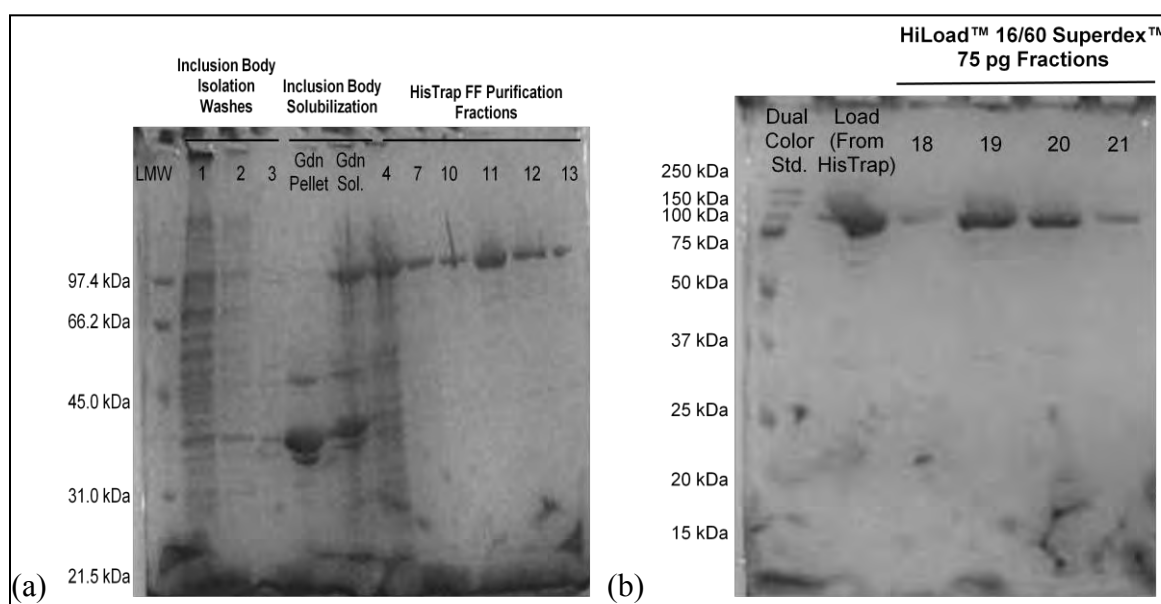 Inclusion Body
Isolation
Washes
Inclusion Body
Solubilization
HisTrap FF Purification
Fractions
LMW 1 2 3 Gdn Pellet Gdn Sol. 4 7 10 11 12 13
97.4 kDa
66.2 kDa
45.0 kDa
31.0 kDa
21.5 kDa
(a)
HiLoad™ 16/60 Superdex™
75 pg Fractions
Dual Color Std. Load (From HisTrap) 18 19 20 21
250 kDa
150 kDa
100 kDa
75 kDa
50 kDa
37 kDa
25 kDa
20 kDa
15 kDa
(b)